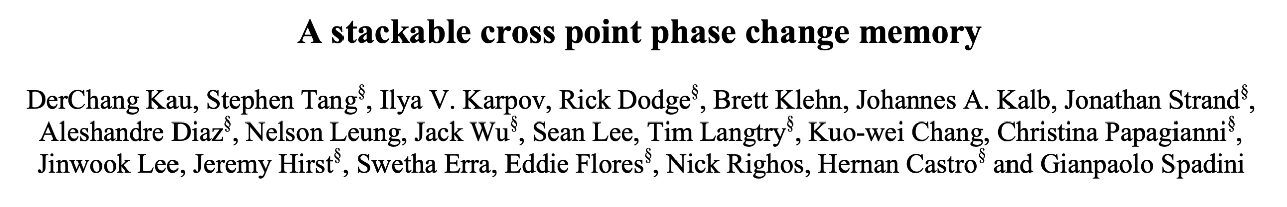 A stackable cross point phase change memory
DerChang Kau, Stephen Tang§, Ilya V. Karpov, Rick Dodge§, Brett Klehn, Johannes A. Kalb, Jonathan Strand§,
Aleshandre Diaz§, Nelson Leung, Jack Wu§, Sean Lee, Tim Langtry§, Kuo-wei Chang, Christina Papagianni§,
Jinwook Lee, Jeremy Hirst§, Swetha Erra, Eddie Flores§, Nick Righos, Hernan Castro§ and Gianpaolo Spadini